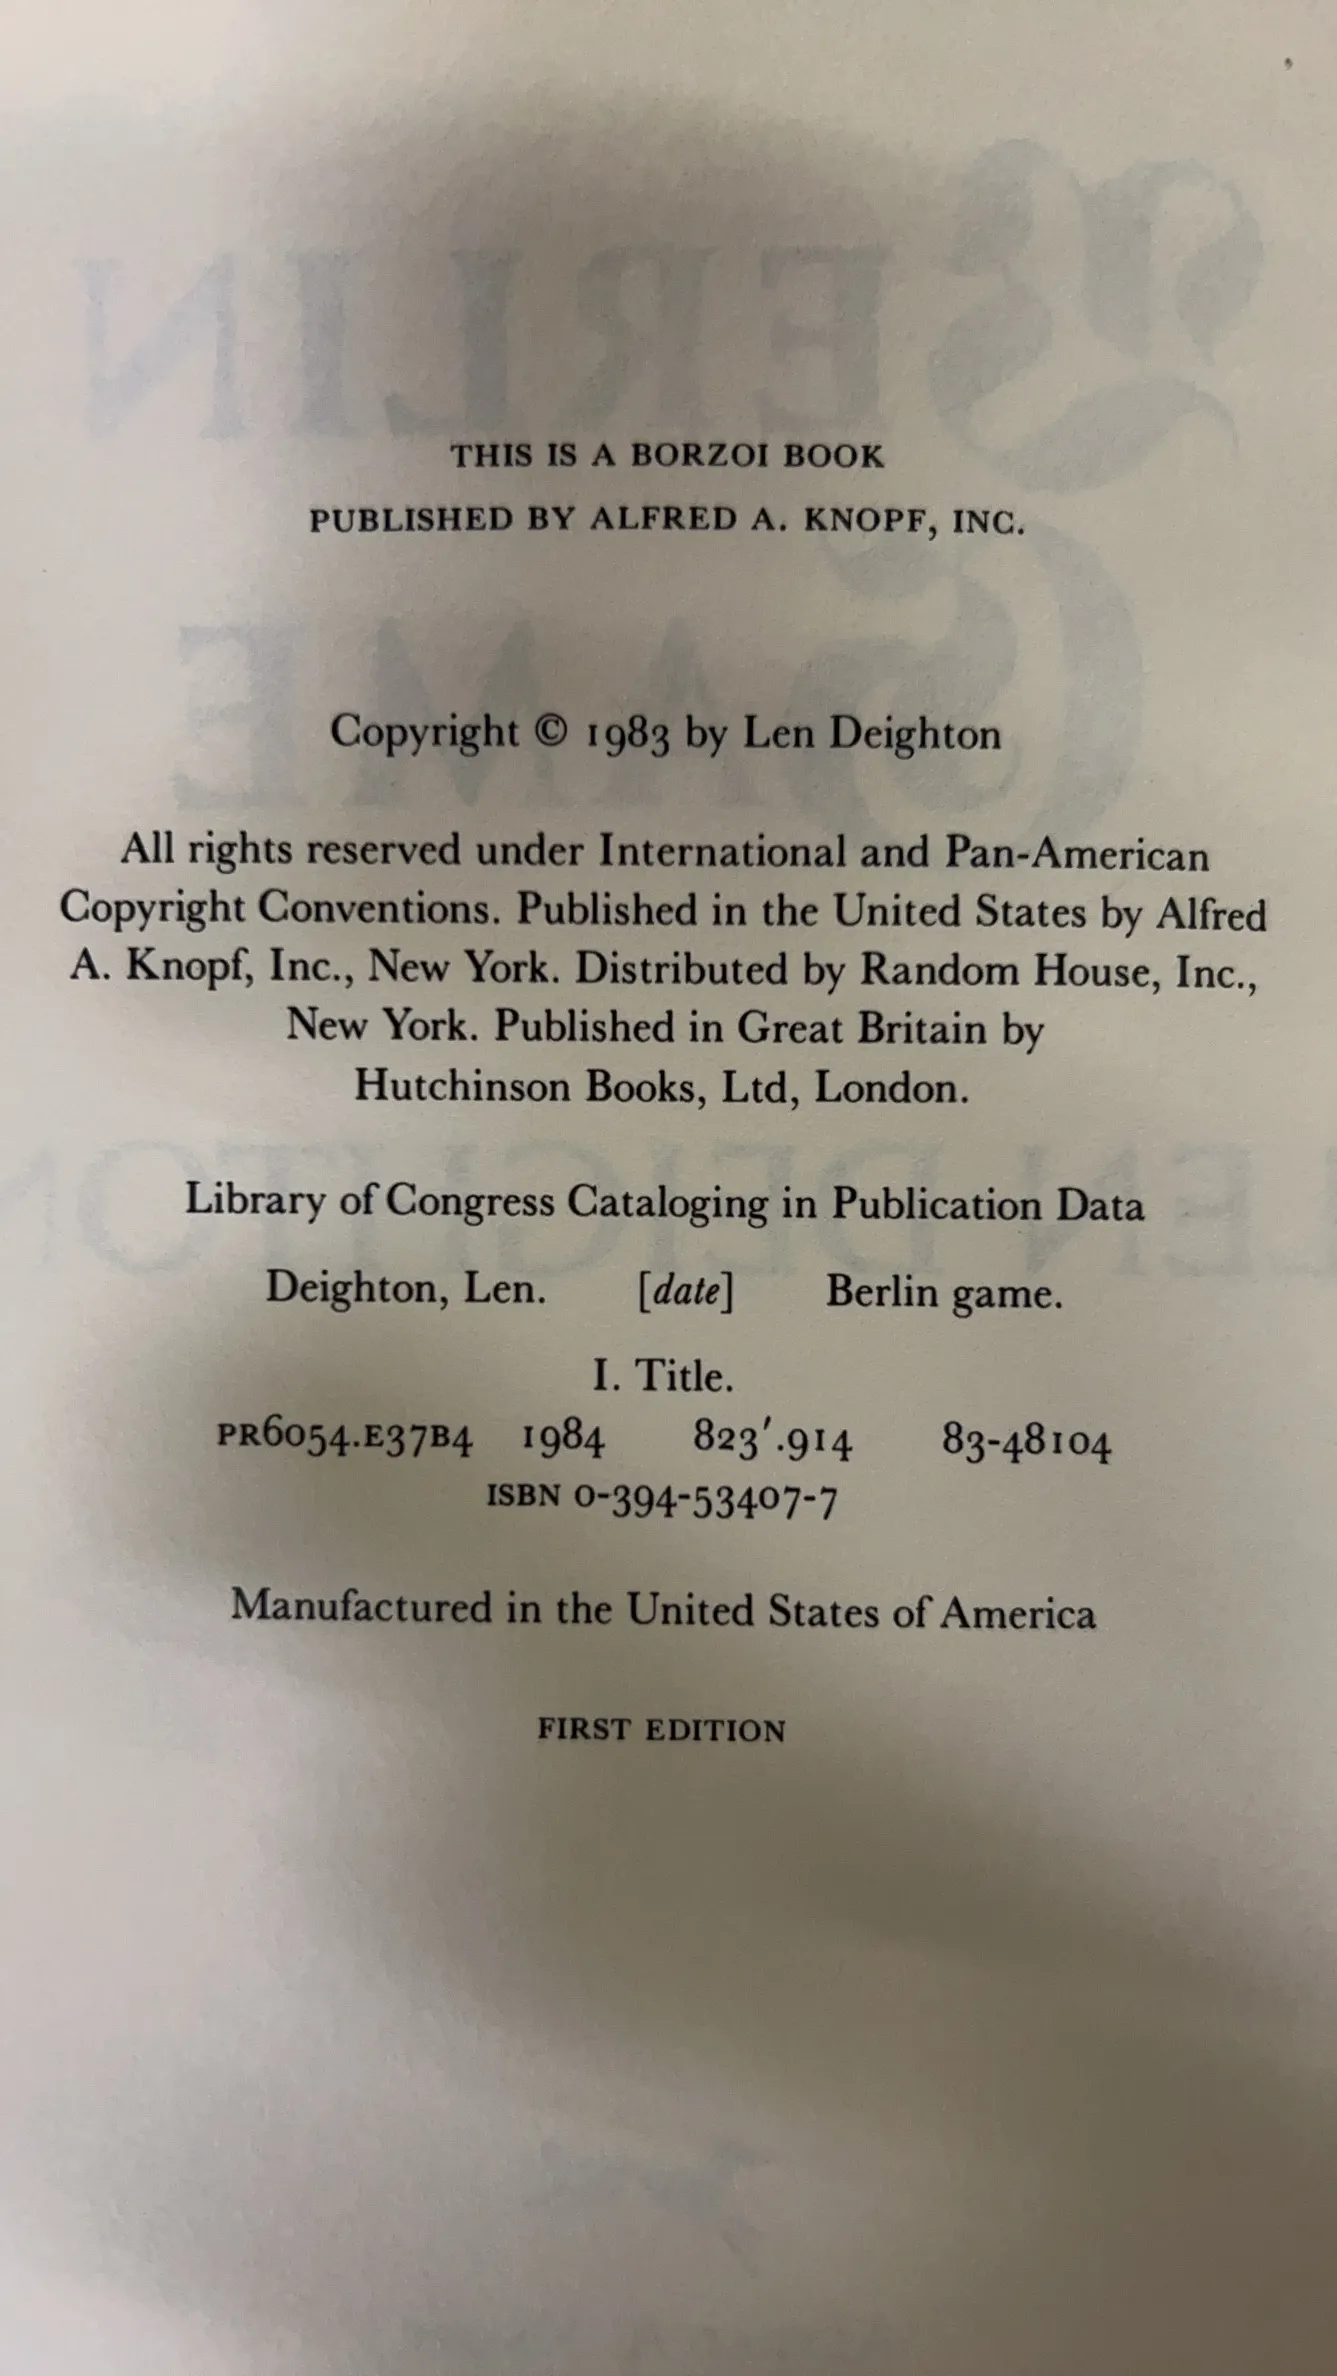 THIS IS A BORZOI BOOK
PUBLISHED BY ALFRED A. KNOPF, INC.
Copyright © 1983 by Len Deighton
All rights reserved under International and Pan-American
Copyright Conventions. Published in the United States by Alfred
A. Knopf, Inc., New York. Distributed by Random House, Inc.,
New York. Published in Great Britain by
Hutchinson Books, Ltd, London.
Library of Congress Cataloging in Publication Data
Deighton, Len. [date] Berlin game.
I. Title.
PR6054.E37B4 1984 823'.914 83-48104
ISBN 0-394-53407-7
Manufactured in the United States of America
FIRST EDITION